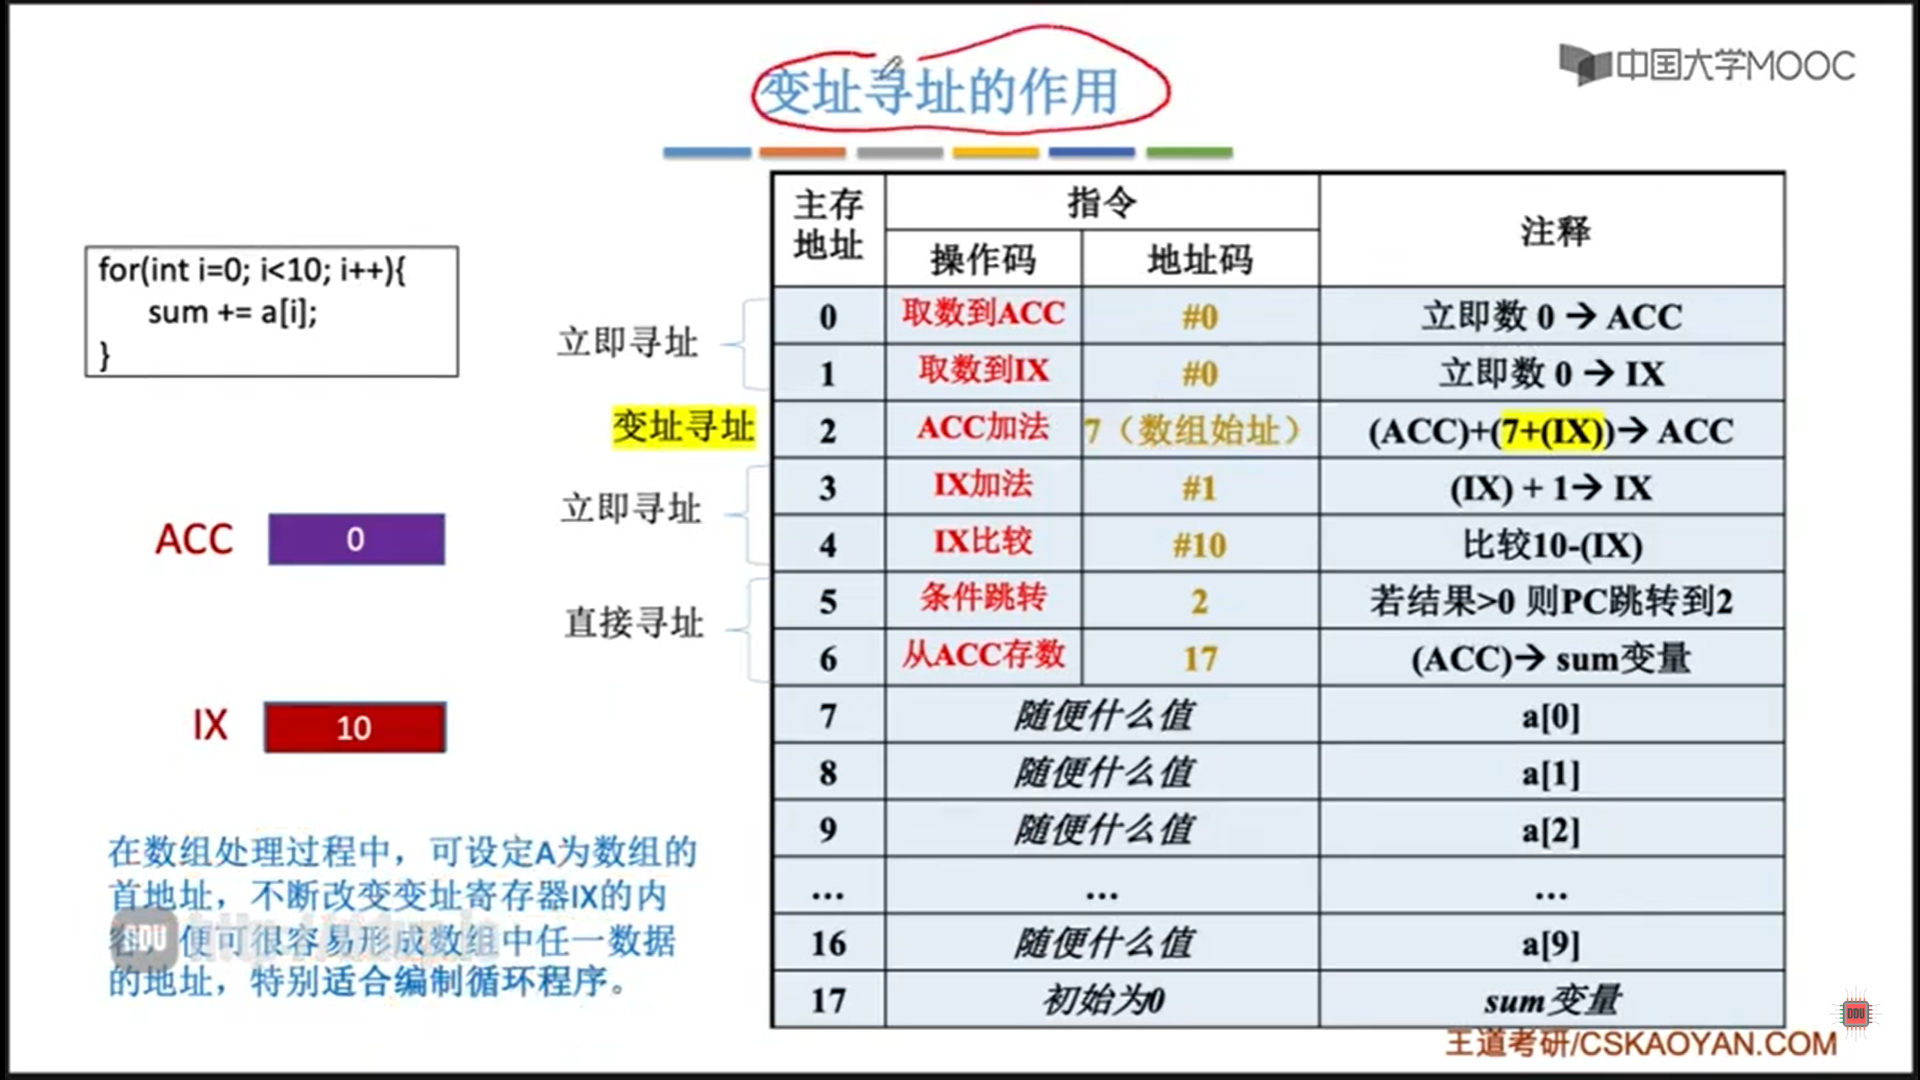 变址寻址的作用
中国大学MOOC
for(int i=0; i<10; i++){
sum += a[i];
}
立即寻址
变址寻址
立即寻址
直接寻址
ACC 0
IX 10
在数组处理过程中，可设定A为数组的
首地址，不断改变变址寄存器IX的内
便可很容易形成数组中任一数据
的地址，特别适合编制循环程序。
DDU
主存地址 指令 注释
操作码 地址码
0 取数到ACC #0 立即数 0 → ACC
1 取数到IX #0 立即数 0 → IX
2 ACC加法 7（数组始址） (ACC)+(7+(IX))→ ACC
3 IX加法 #1 (IX) + 1→ IX
4 IX比较 #10 比较10-(IX)
5 条件跳转 2 若结果>0 则PC跳转到2
6 从ACC存数 17 (ACC)→ sum变量
7 随便什么值 a[0]
8 随便什么值 a[1]
9 随便什么值 a[2]
... ... ...
16 随便什么值 a[9]
17 初始为0 sum变量
DDU
王道考研/CSKAOYAN.COM